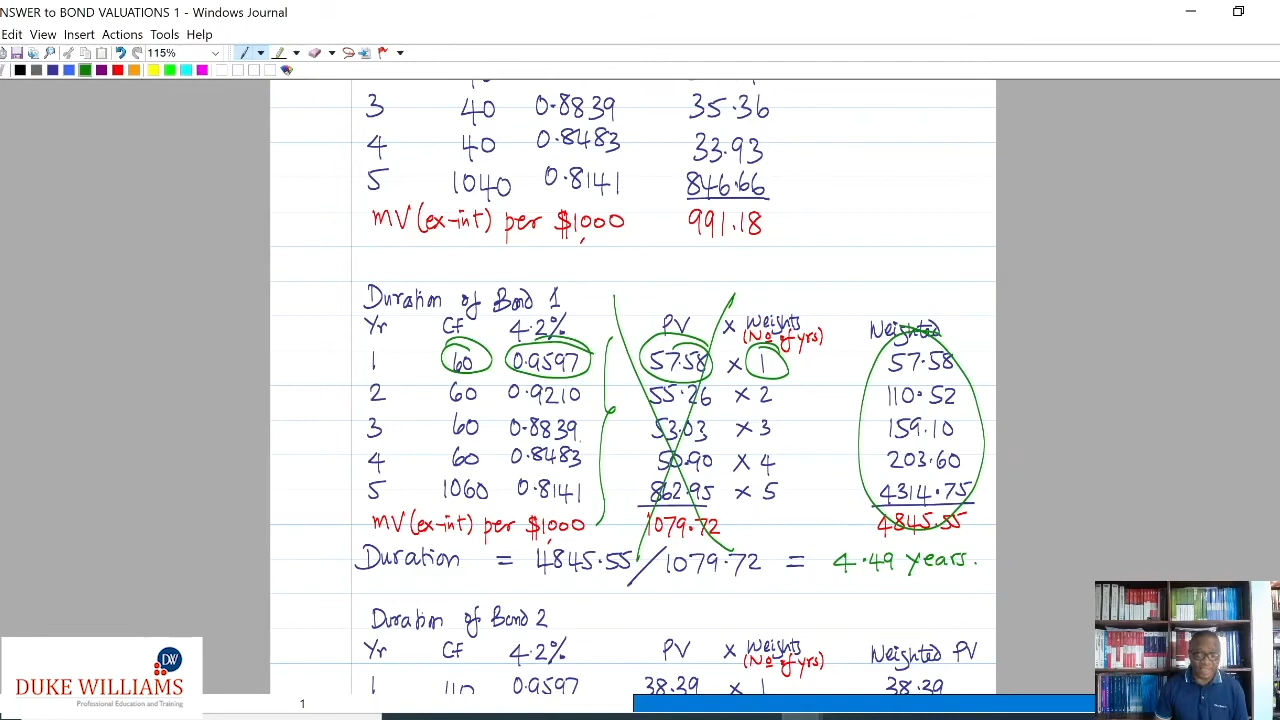 NSWER to BOND VALUATIONS 1 - Windows Journal
Edit View Insert Actions Tools Help
115%
3 40 0.8839 35.36
4 40 0.8483 33.93
5 1040 0.8141 846.66
MV (ex-int) per $1,000 991.18
Duration of Bond 1
Yr Cf 4.2% PV x Weights Weighted
(No of yrs)
1 60 0.9597 57.58 x 1 57.58
2 60 0.9210 55.26 x 2 110.52
3 60 0.8839 53.03 x 3 159.10
4 60 0.8483 50.90 x 4 203.60
5 1060 0.8141 862.95 x 5 4314.75
MV (ex-int) per $1,000 1079.72 4845.55
Duration = 4845.55/1079.72 = 4.49 years.
Duration of Bond 2
Yr Cf 4.2% PV x Weights Weighted PV
(No of yrs)
1 0.9597 38.39 x 1 38.39
DW
DUKE WILLIAMS
Professional Education and Training
1